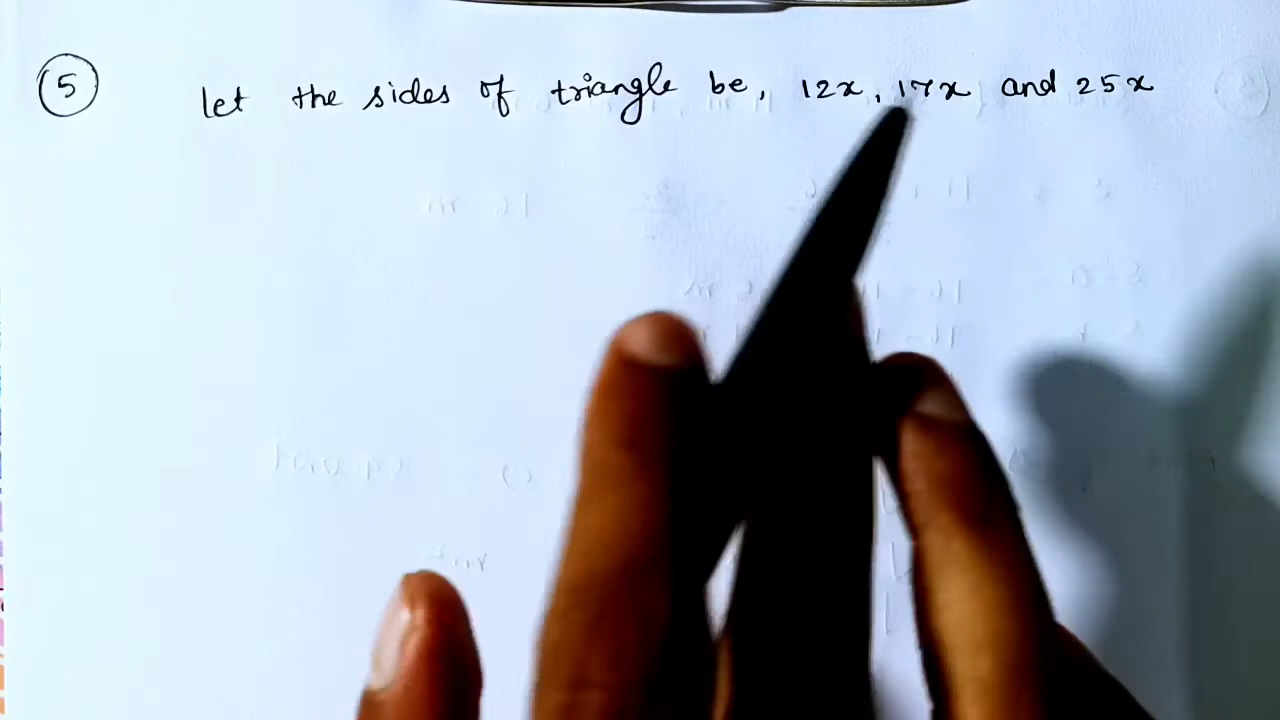 5 let the sides of triangle be, 12x, 17x and 25x